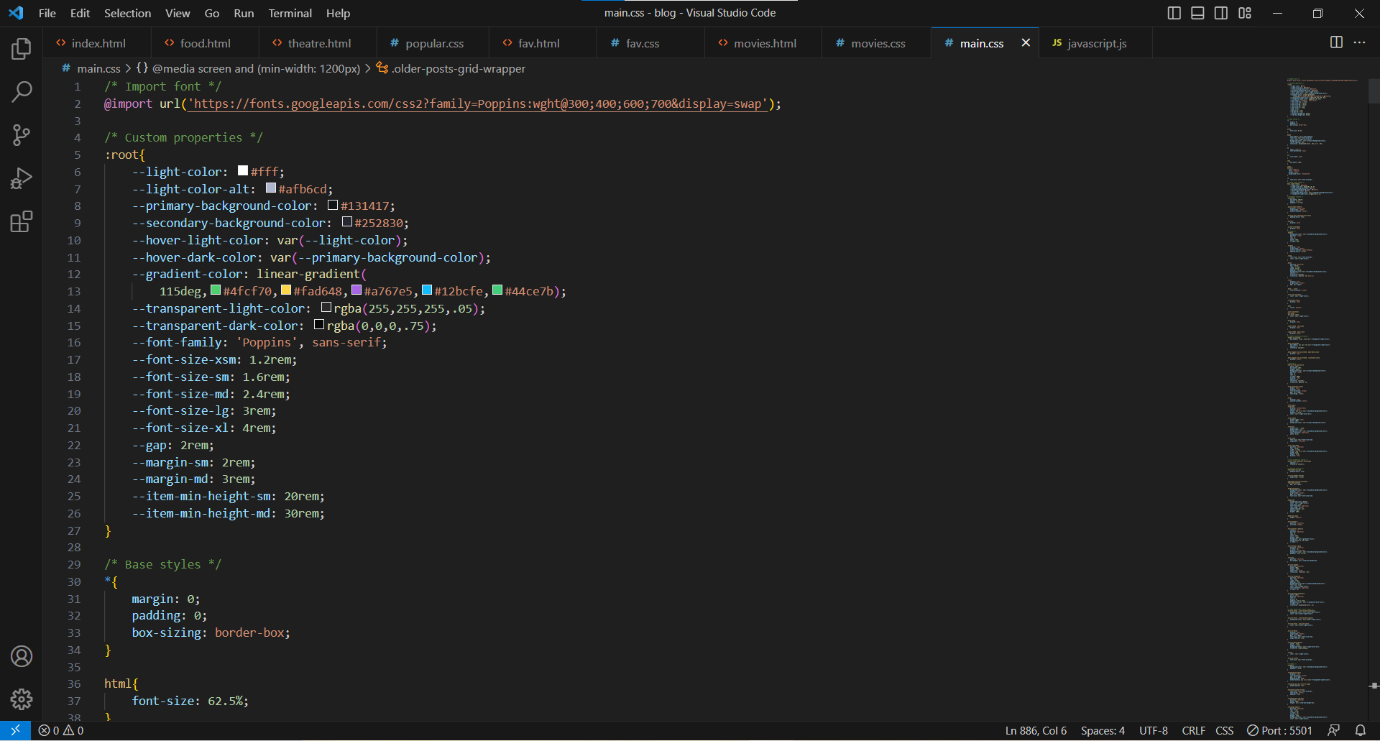 File Edit Selection View Go Run Terminal Help
main.css - blog - Visual Studio Code
index.html food.html theatre.html # popular.css fav.html # fav.css movies.html # movies.css # main.css JS javascript.js
# main.css > {} @media screen and (min-width: 1200px) > .older-posts-grid-wrapper
1 /* Import font */
2 @import url('https://fonts.googleapis.com/css2?family=Poppins:wght@300;400;600;700&display=swap');
3
4 /* Custom properties */
5 :root{
6 --light-color: #fff;
7 --light-color-alt: #afb6cd;
8 --primary-background-color: #131417;
9 --secondary-background-color: #252830;
10 --hover-light-color: var(--light-color);
11 --hover-dark-color: var(--primary-background-color);
12 --gradient-color: linear-gradient(
13 115deg,#4fcf70,#fad648,#a767e5,#12bcfe,#44ce7b);
14 --transparent-light-color: rgba(255,255,255,.05);
15 --transparent-dark-color: rgba(0,0,0,.75);
16 --font-family: 'Poppins', sans-serif;
17 --font-size-xsm: 1.2rem;
18 --font-size-sm: 1.6rem;
19 --font-size-md: 2.4rem;
20 --font-size-lg: 3rem;
21 --font-size-xl: 4rem;
22 --gap: 2rem;
23 --margin-sm: 2rem;
24 --margin-md: 3rem;
25 --item-min-height-sm: 20rem;
26 --item-min-height-md: 30rem;
27 }
28
29 /* Base styles */
30 *{
31 margin: 0;
32 padding: 0;
33 box-sizing: border-box;
34 }
35
36 html{
37 font-size: 62.5%;
38 }
0 0 Ln 886, Col 6 Spaces: 4 UTF-8 CRLF CSS Port : 5501